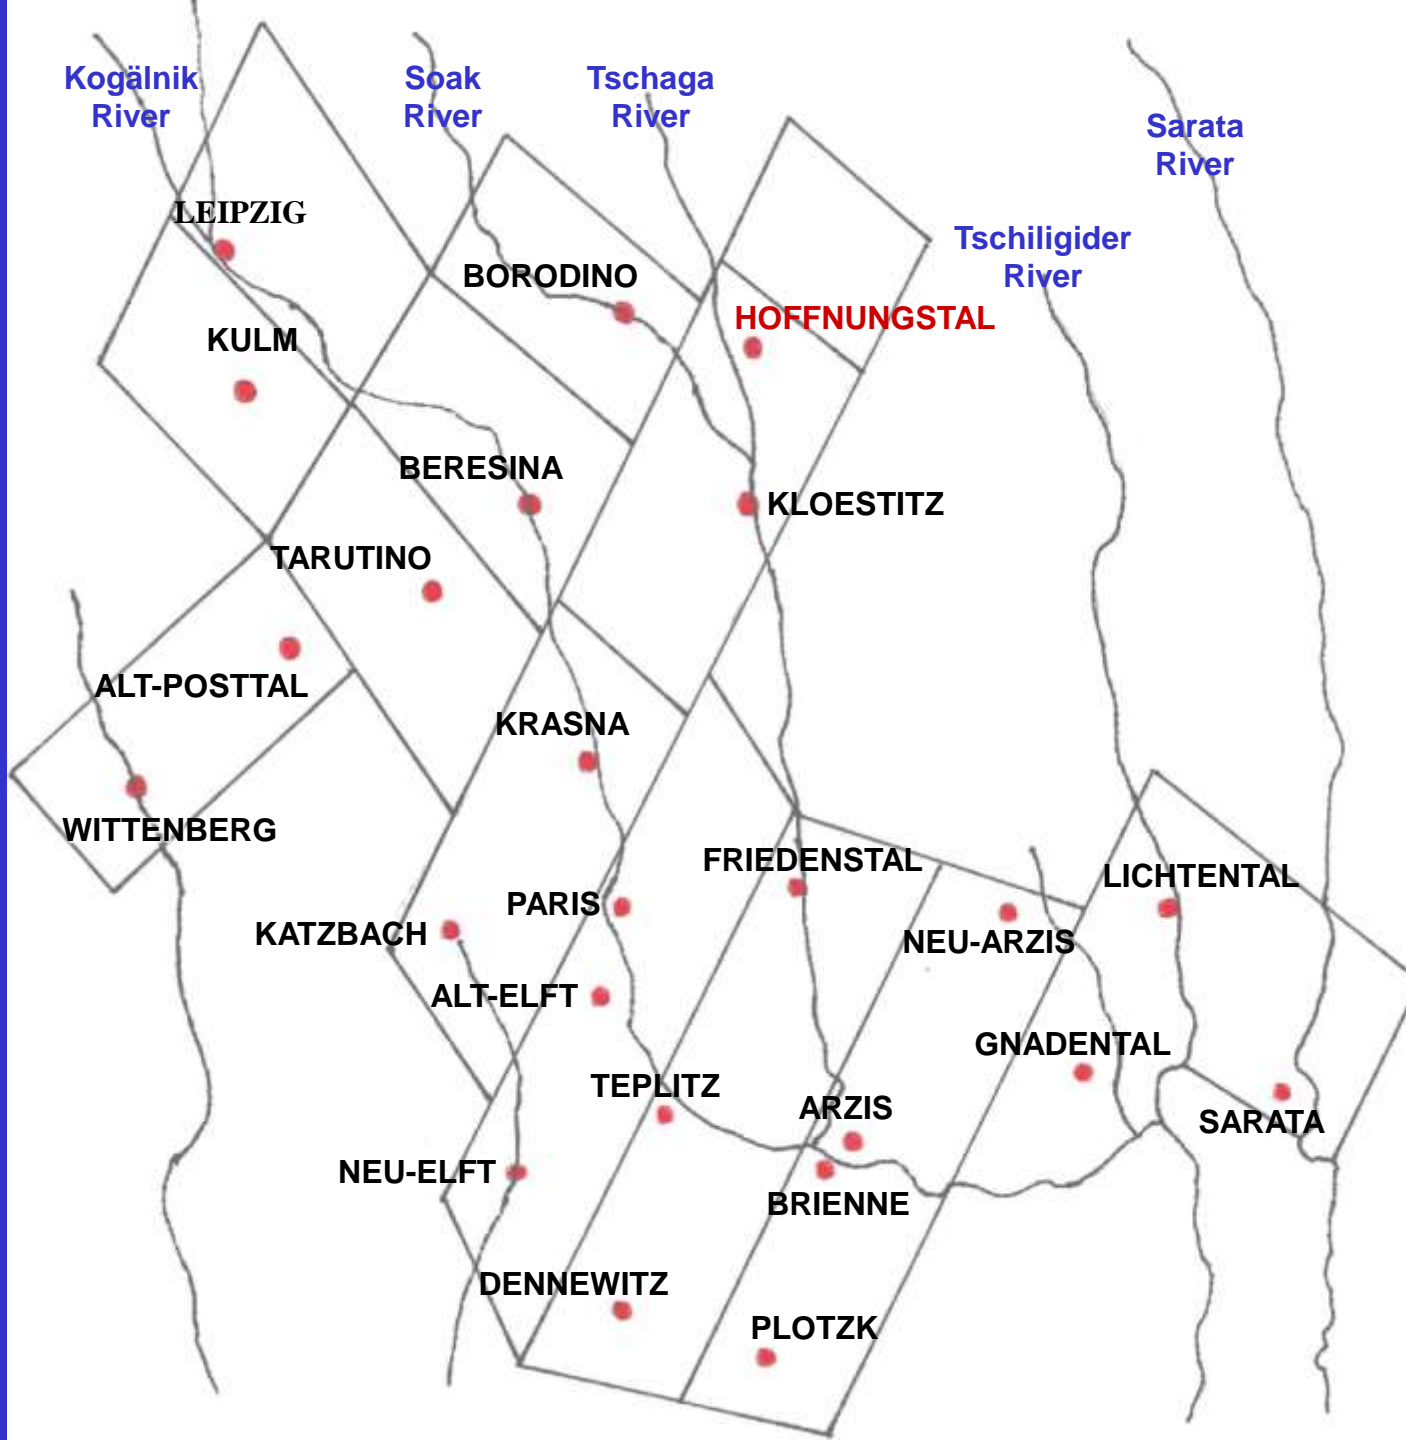 Kogälnik
River
Soak
River
Tschaga
River
Sarata
River
LEIPZIG
Tschiligider
River
BORODINO
HOFFNUNGSTAL
KULM
BERESINA
KLOESTITZ
TARUTINO
ALT-POSTTAL
KRASNA
WITTENBERG
FRIEDENSTAL
LICHTENTAL
PARIS
KATZBACH
NEU-ARZIS
ALT-ELFT
GNADENTAL
TEPLITZ
ARZIS
SARATA
NEU-ELFT
BRIENNE
DENNEWITZ
PLOTZK